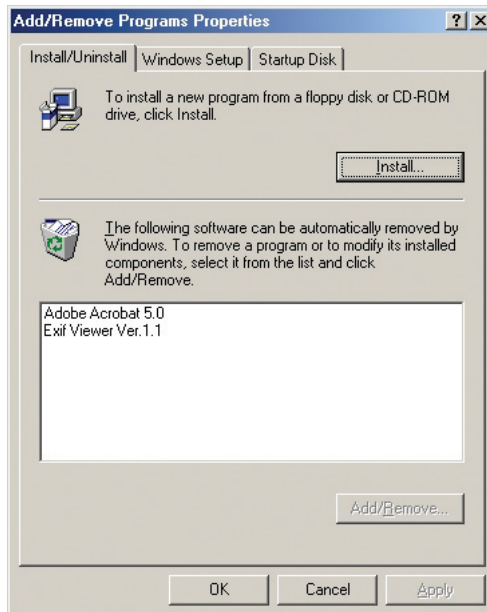 Add/Remove Programs Properties
Install/Uninstall
Windows Setup
Startup Disk
To install a new program from a floppy disk or CD-ROM
drive, click Install.
Install...
The following software can be automatically removed by
Windows. To remove a program or to modify its installed
components, select it from the list and click
Add/Remove.
Adobe Acrobat 5.0
Exif Viewer Ver.1.1
Add/Remove...
OK
Cancel
Apply